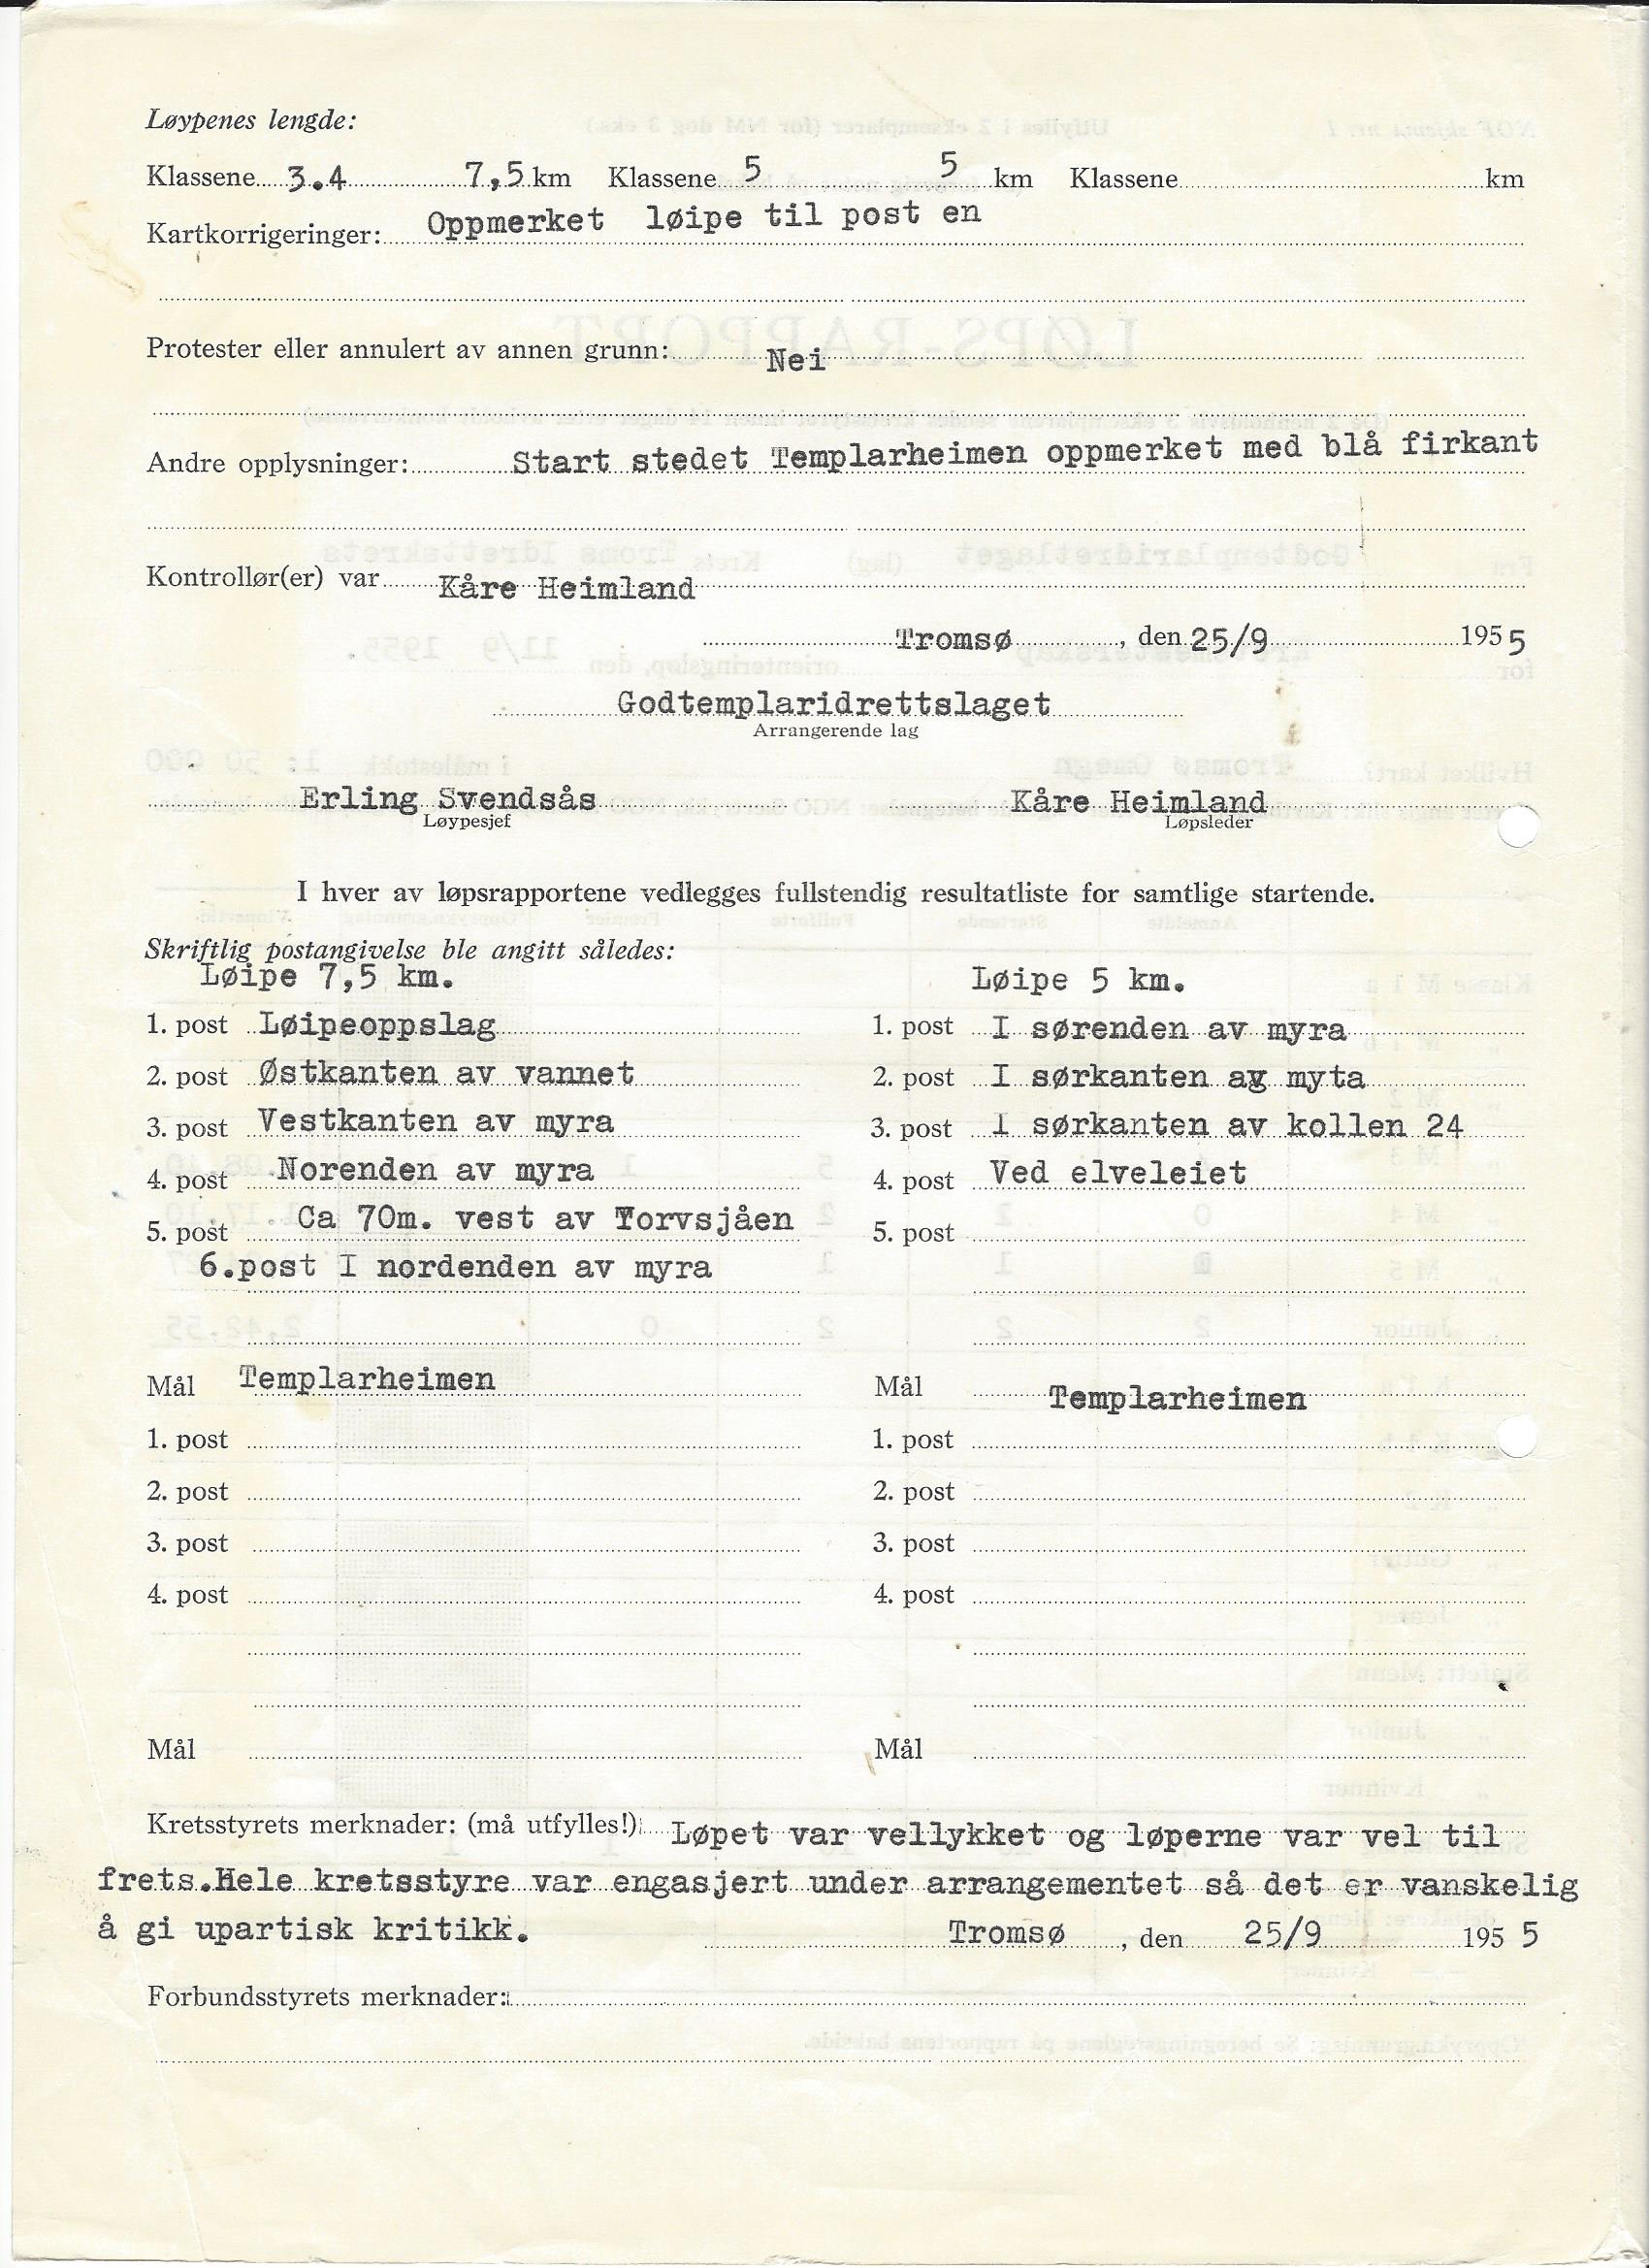 Løypenes lengde:
Klassene 3.4 7,5 km Klassene 5 5 km Klassene km
Kartkorrigeringer: Oppmerket løipe til post en
Protester eller annulert av annen grunn: Nei
Andre opplysninger: Start stedet Templarheimen oppmerket med blå firkant
Kontrollør(er) var Kåre Heimland
Tromsø, den 25/9 1955
Godtemplaridrettslaget
Arrangerende lag
Erling Svendsås Kåre Heimland
Løypesjef Løpsleder
I hver av løpsrapportene vedlegges fullstendig resultatliste for samtlige startende.
Skriftlig postangivelse ble angitt således:
Løipe 7,5 km. Løipe 5 km.
1. post Løipeoppslag 1. post I sørenden av myra
2. post Østkanten av vannet 2. post I sørkanten av myta
3. post Vestkanten av myra 3. post I sørkanten av kollen 24
4. post Norenden av myra 4. post Ved elveleiet
5. post Ca 70m. vest av Torvsjåen 5. post
6.post I nordenden av myra
Mål Templarheimen Mål Templarheimen
1. post 1. post
2. post 2. post
3. post 3. post
4. post 4. post
Mål Mål
Kretsstyrets merknader: (må utfylles!) Løpet var vellykket og løperne var vel til
frets.Hele kretsstyre var engasjert under arrangementet så det er vanskelig
å gi upartisk kritikk. Tromsø, den 25/9 1955
Forbundsstyrets merknader: